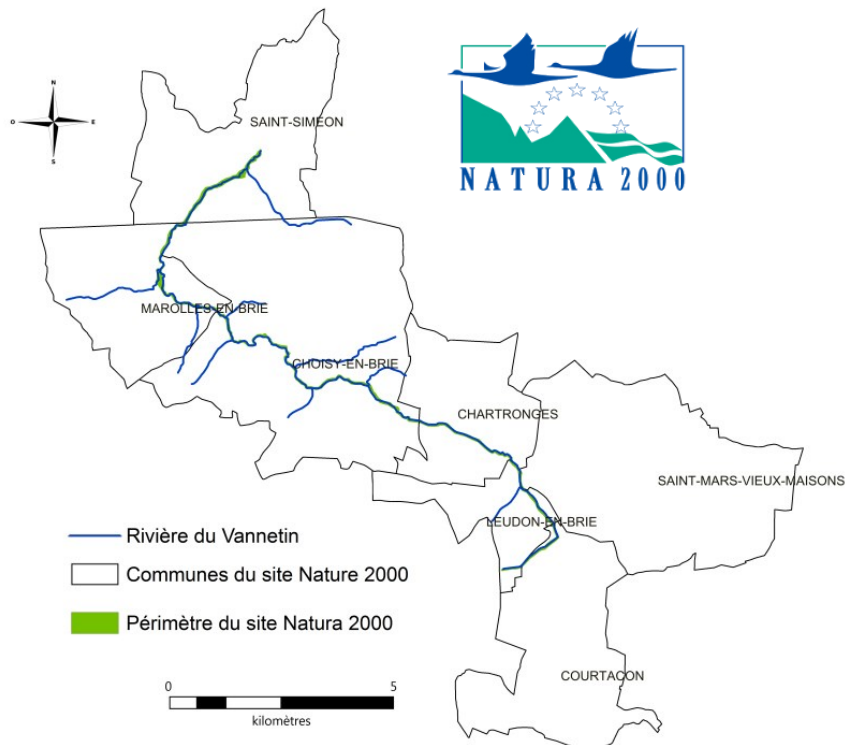 N
O
E
S
SAINT-SIMEON
NATURA 2000
MAROLLES-EN-BRIE
CHOISY-EN-BRIE
CHARTRONGES
SAINT-MARS-VIEUX-MAISONS
LEUDON-EN-BRIE
COURTACON
Rivière du Vannetin
Communes du site Nature 2000
Périmètre du site Natura 2000
0
5
kilomètres